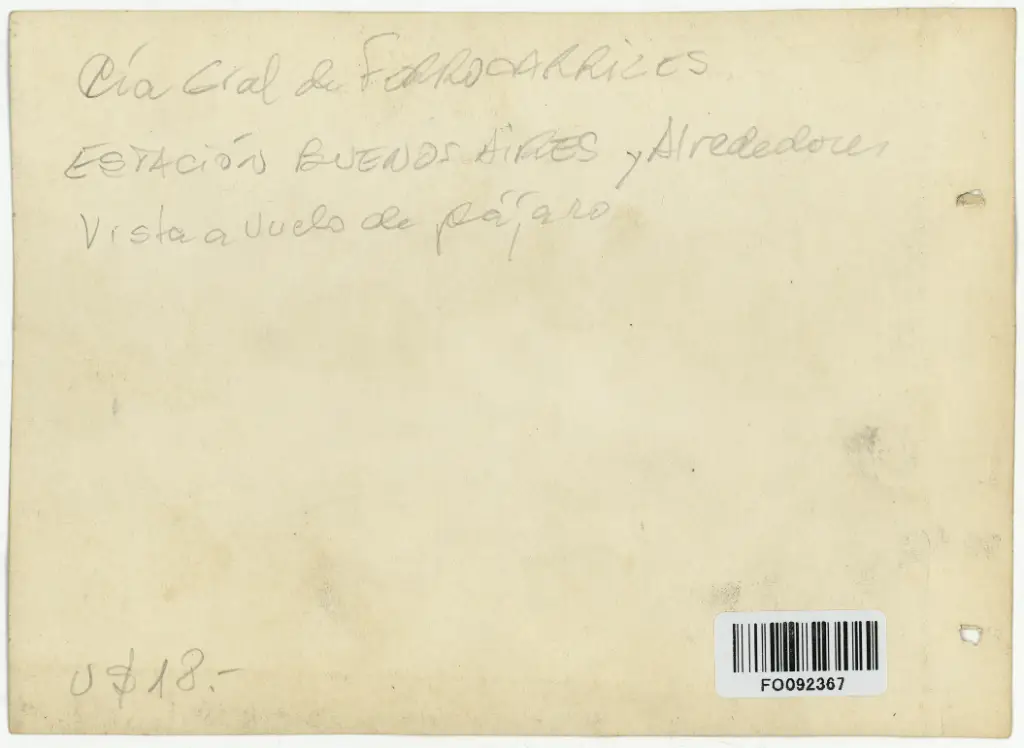 Cía Gral de FERROCARRILES
ESTACIÓN BUENOS AIRES y Alrededores
Vista a vuelo de pájaro
U$18.-
FO092367